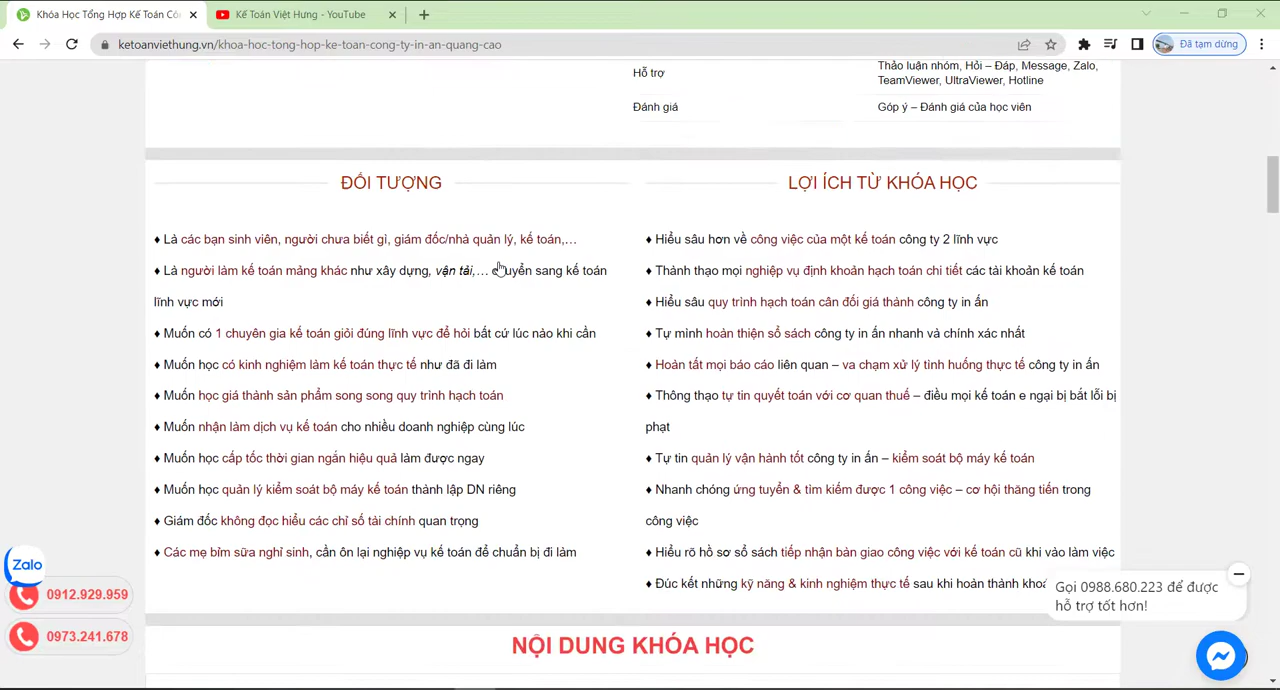 Khóa Học Tổng Hợp Kế Toán Côn
Kế Toán Việt Hưng - YouTube
ketoanviethung.vn/khoa-hoc-tong-hop-ke-toan-cong-ty-in-an-quang-cao
Đã tạm dừng
Hỗ trợ
Thảo luận nhóm, Hỏi – Đáp, Message, Zalo,
TeamViewer, UltraViewer, Hotline
Đánh giá
Góp ý – Đánh giá của học viên
ĐỐI TƯỢNG
♦ Là các bạn sinh viên, người chưa biết gì, giám đốc/nhà quản lý, kế toán,…
♦ Là người làm kế toán mảng khác như xây dựng, vận tải,… chuyển sang kế toán
lĩnh vực mới
♦ Muốn có 1 chuyên gia kế toán giỏi đúng lĩnh vực để hỏi bất cứ lúc nào khi cần
♦ Muốn học có kinh nghiệm làm kế toán thực tế như đã đi làm
♦ Muốn học giá thành sản phẩm song song quy trình hạch toán
♦ Muốn nhận làm dịch vụ kế toán cho nhiều doanh nghiệp cùng lúc
♦ Muốn học cấp tốc thời gian ngắn hiệu quả làm được ngay
♦ Muốn học quản lý kiểm soát bộ máy kế toán thành lập DN riêng
♦ Giám đốc không đọc hiểu các chỉ số tài chính quan trọng
♦ Các mẹ bỉm sữa nghỉ sinh, cần ôn lại nghiệp vụ kế toán để chuẩn bị đi làm
LỢI ÍCH TỪ KHÓA HỌC
♦ Hiểu sâu hơn về công việc của một kế toán công ty 2 lĩnh vực
♦ Thành thạo mọi nghiệp vụ định khoản hạch toán chi tiết các tài khoản kế toán
♦ Hiểu sâu quy trình hạch toán cân đối giá thành công ty in ấn
♦ Tự mình hoàn thiện sổ sách công ty in ấn nhanh và chính xác nhất
♦ Hoàn tất mọi báo cáo liên quan – va chạm xử lý tình huống thực tế công ty in ấn
♦ Thông thạo tự tin quyết toán với cơ quan thuế – điều mọi kế toán e ngại bị bắt lỗi bị
phạt
♦ Tự tin quản lý vận hành tốt công ty in ấn – kiểm soát bộ máy kế toán
♦ Nhanh chóng ứng tuyển & tìm kiếm được 1 công việc – cơ hội thăng tiến trong
công việc
♦ Hiểu rõ hồ sơ sổ sách tiếp nhận bàn giao công việc với kế toán cũ khi vào làm việc
♦ Đúc kết những kỹ năng & kinh nghiệm thực tế sau khi hoàn thành khoá
Zalo
0912.929.959
0973.241.678
Gọi 0988.680.223 để được
hỗ trợ tốt hơn!
NỘI DUNG KHÓA HỌC